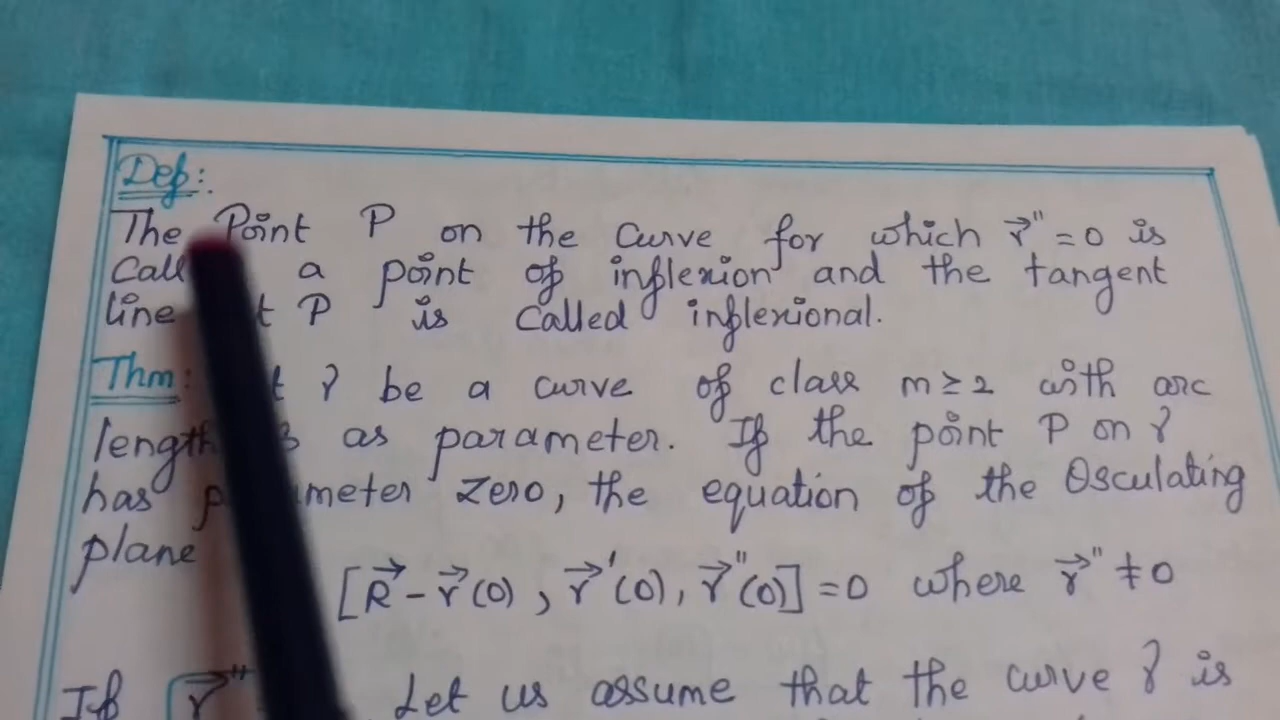 Def:
The Point P on the curve for which r⃗" = 0 is
Call a point of inflexion and the tangent
line P is called inflexional.
Thm: γ be a curve of class m ≥ 2 with arc
length s as parameter. If the point P on γ
has zero, the equation of the Osculating
plane
[R⃗ - r⃗(0), r⃗'(0), r⃗"(0)] = 0 where r⃗" ≠ 0
If r⃗" Let us assume that the curve γ is